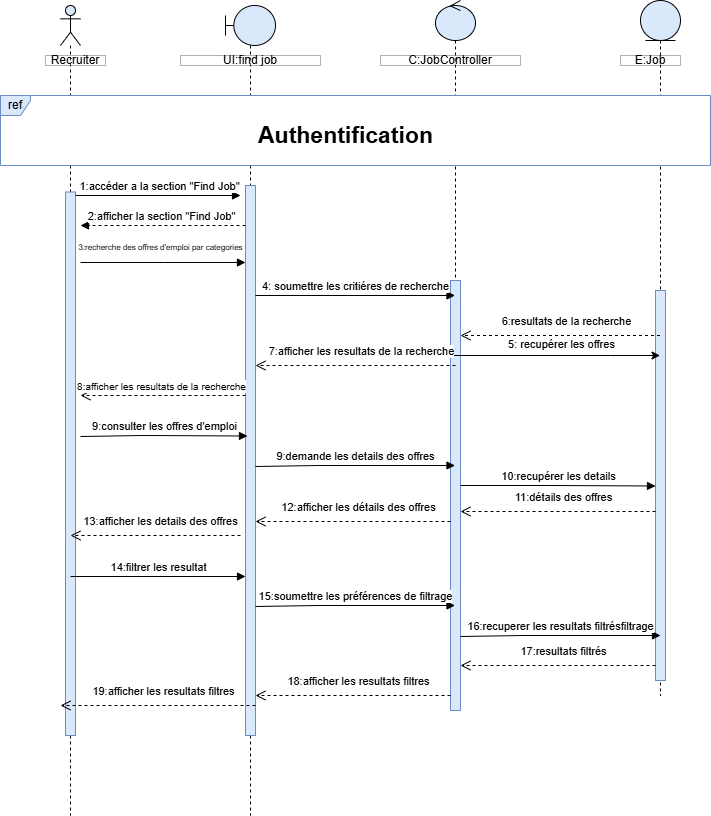 Recruiter
UI:find job
C:JobController
E:Job
ref
Authentification
1:accéder a la section "Find Job"
2:afficher la section "Find Job"
3:recherche des offres d'emploi par categories
4: soumettre les critiéres de recherche
6:resultats de la recherche
5: recupérer les offres
7:afficher les resultats de la recherche
8:afficher les resultats de la recherche
9:consulter les offres d'emploi
9:demande les details des offres
10:recupérer les details
11:détails des offres
12:afficher les détails des offres
13:afficher les details des offres
14:filtrer les resultat
15:soumettre les préférences de filtrage
16:recuperer les resultats filtrésfiltrage
17:resultats filtrés
18:afficher les resultats filtres
19:afficher les resultats filtres